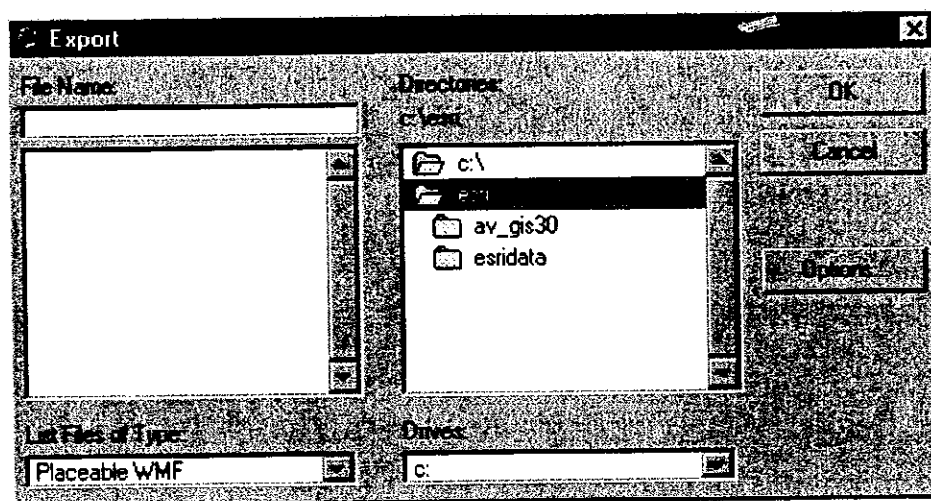 Export
File Name:
Directories:
c:\esri
OK
Cancel
c:\
esri
av_gis30
esridata
Options...
List Files of Type:
Placeable WMF
Drives:
c: